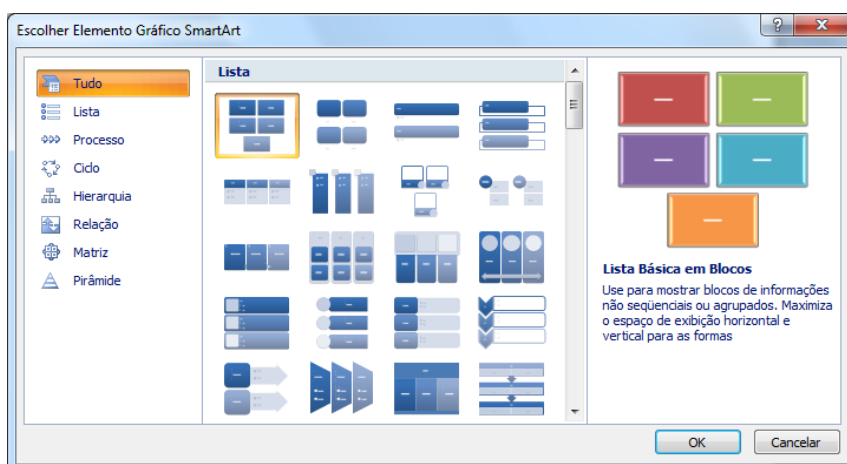 Escolher Elemento Gráfico SmartArt
Tudo
Lista
Processo
Ciclo
Hierarquia
Relação
Matriz
Pirâmide
Lista
Lista Básica em Blocos
Use para mostrar blocos de informações
não seqüenciais ou agrupados. Maximiza
o espaço de exibição horizontal e
vertical para as formas
OK
Cancelar